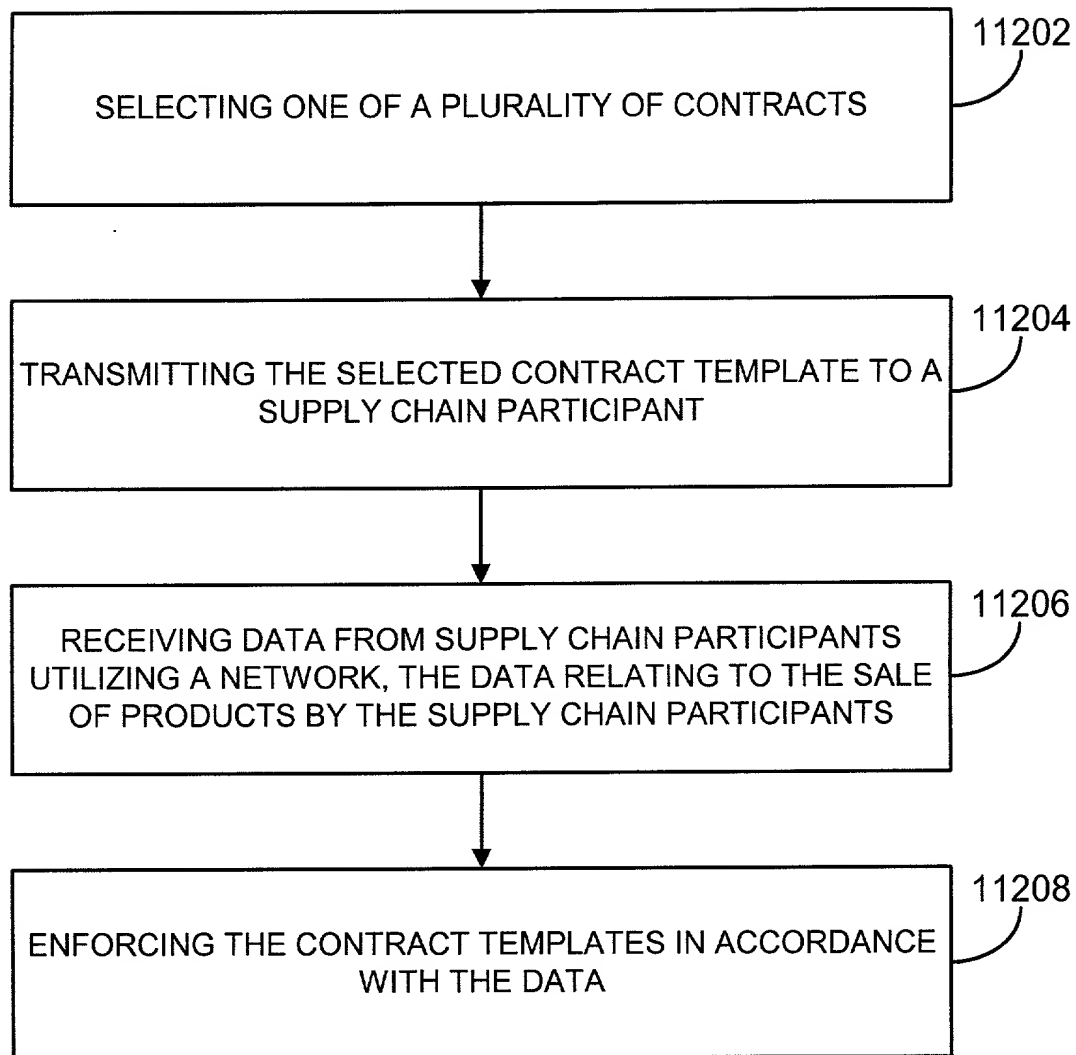 11202
SELECTING ONE OF A PLURALITY OF CONTRACTS
11204
TRANSMITTING THE SELECTED CONTRACT TEMPLATE TO A
SUPPLY CHAIN PARTICIPANT
11206
RECEIVING DATA FROM SUPPLY CHAIN PARTICIPANTS
UTILIZING A NETWORK, THE DATA RELATING TO THE SALE
OF PRODUCTS BY THE SUPPLY CHAIN PARTICIPANTS
11208
ENFORCING THE CONTRACT TEMPLATES IN ACCORDANCE
WITH THE DATA